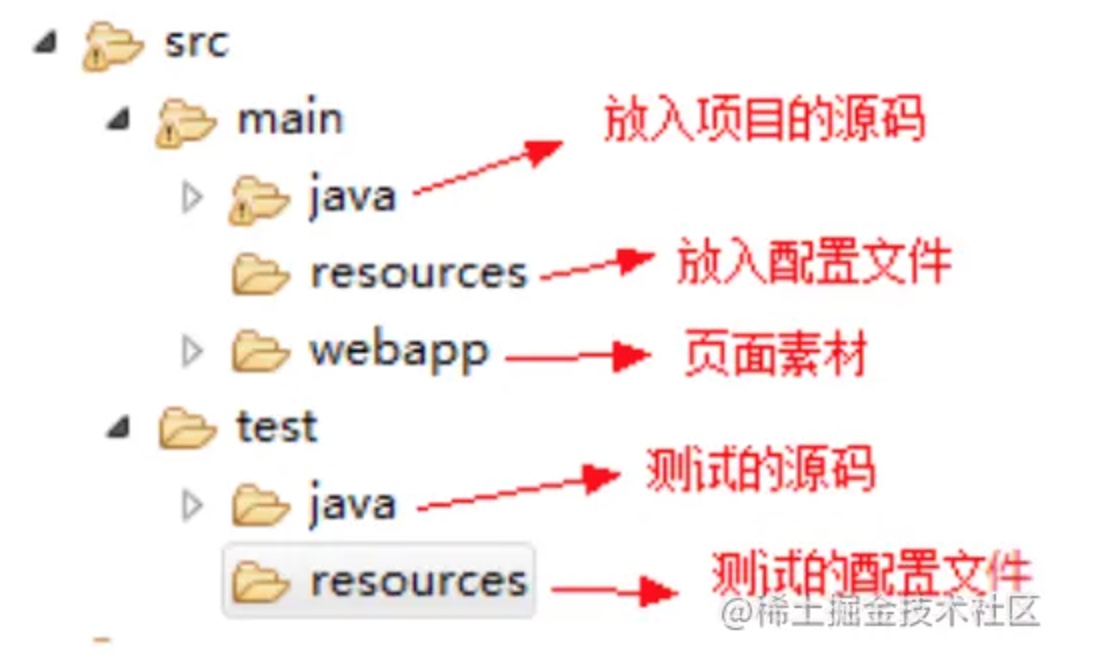 src
main
放入项目的源码
java
放入配置文件
resources
webapp
页面素材
test
测试的源码
java
resources
测试的配置文件
@稀土掘金技术社区